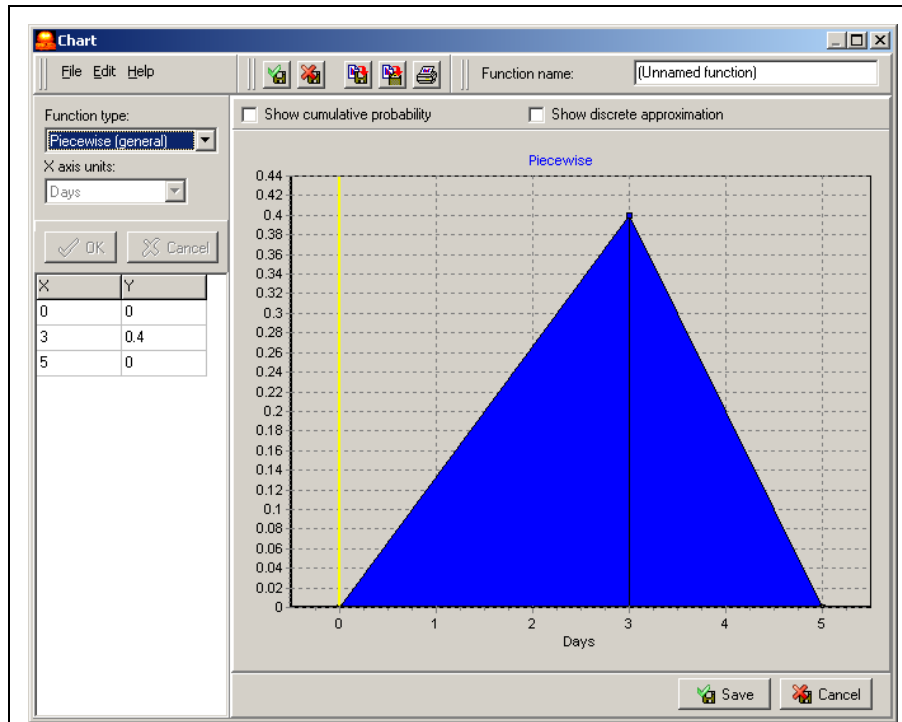 Chart
File Edit Help
Function name: (Unnamed function)
Function type:
Piecewise (general)
X axis units:
Days
OK Cancel
X Y
0 0
3 0.4
5 0
Show cumulative probability Show discrete approximation
Piecewise
0.44
0.42
0.4
0.38
0.36
0.34
0.32
0.3
0.28
0.26
0.24
0.22
0.2
0.18
0.16
0.14
0.12
0.1
0.08
0.06
0.04
0.02
0
0 1 2 3 4 5
Days
Save Cancel